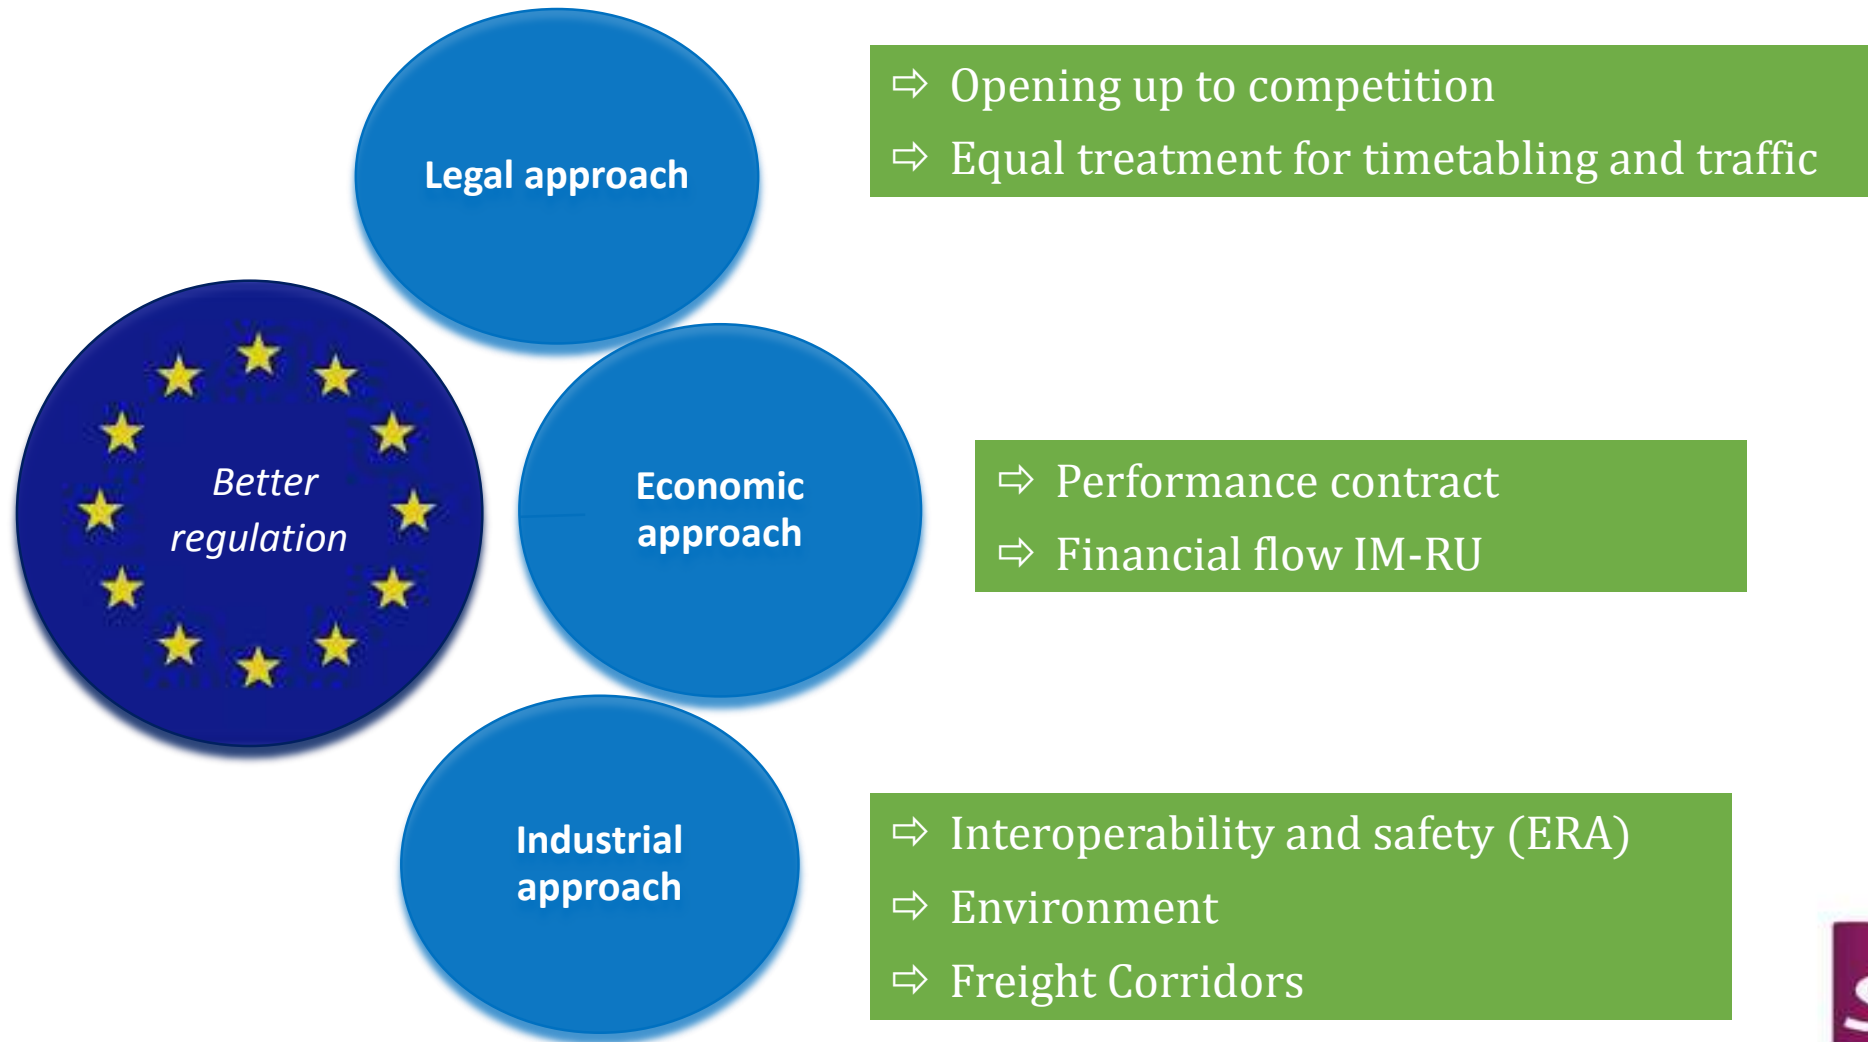 Legal approach
⇨ Opening up to competition
⇨ Equal treatment for timetabling and traffic
Better
regulation
Economic
approach
⇨ Performance contract
⇨ Financial flow IM-RU
Industrial
approach
⇨ Interoperability and safety (ERA)
⇨ Environment
⇨ Freight Corridors